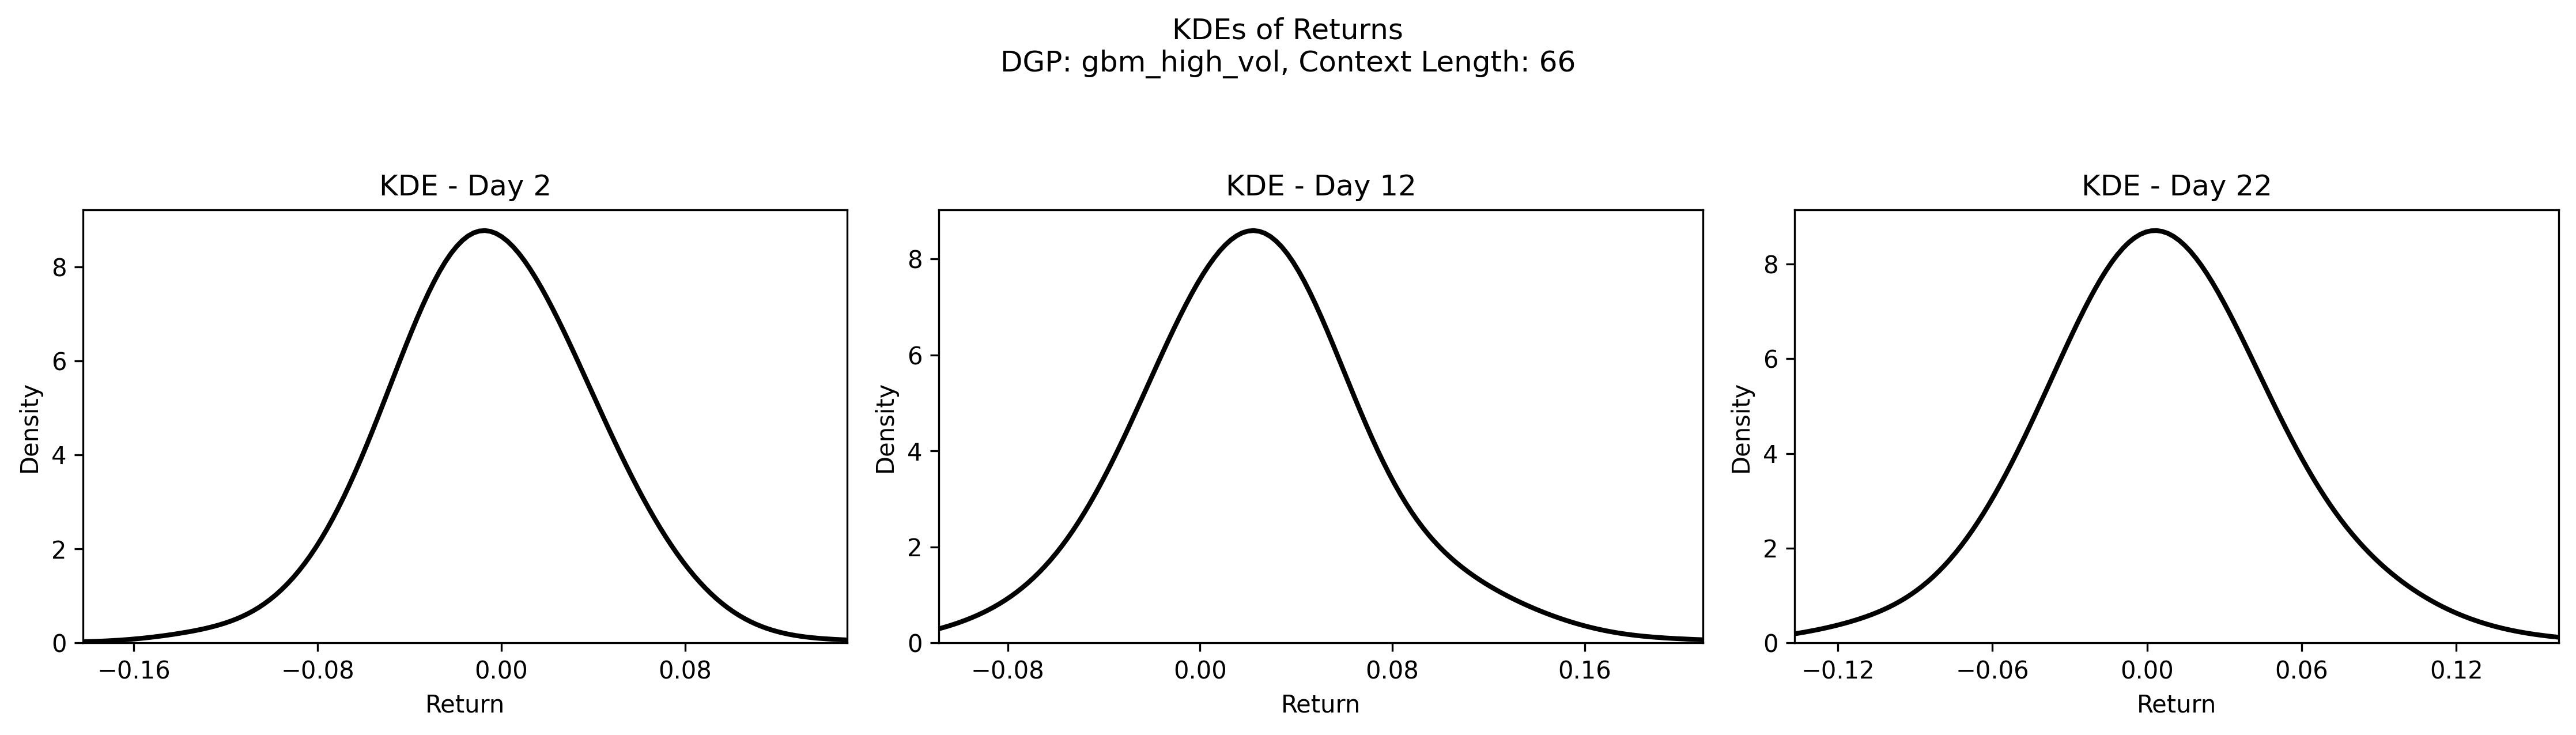 KDEs of Returns
DGP: gbm_high_vol, Context Length: 66
KDE - Day 2
Density
8
6
4
2
0
−0.16 −0.08 0.00 0.08
Return
KDE - Day 12
Density
8
6
4
2
0
−0.08 0.00 0.08 0.16
Return
KDE - Day 22
Density
8
6
4
2
0
−0.12 −0.06 0.00 0.06 0.12
Return